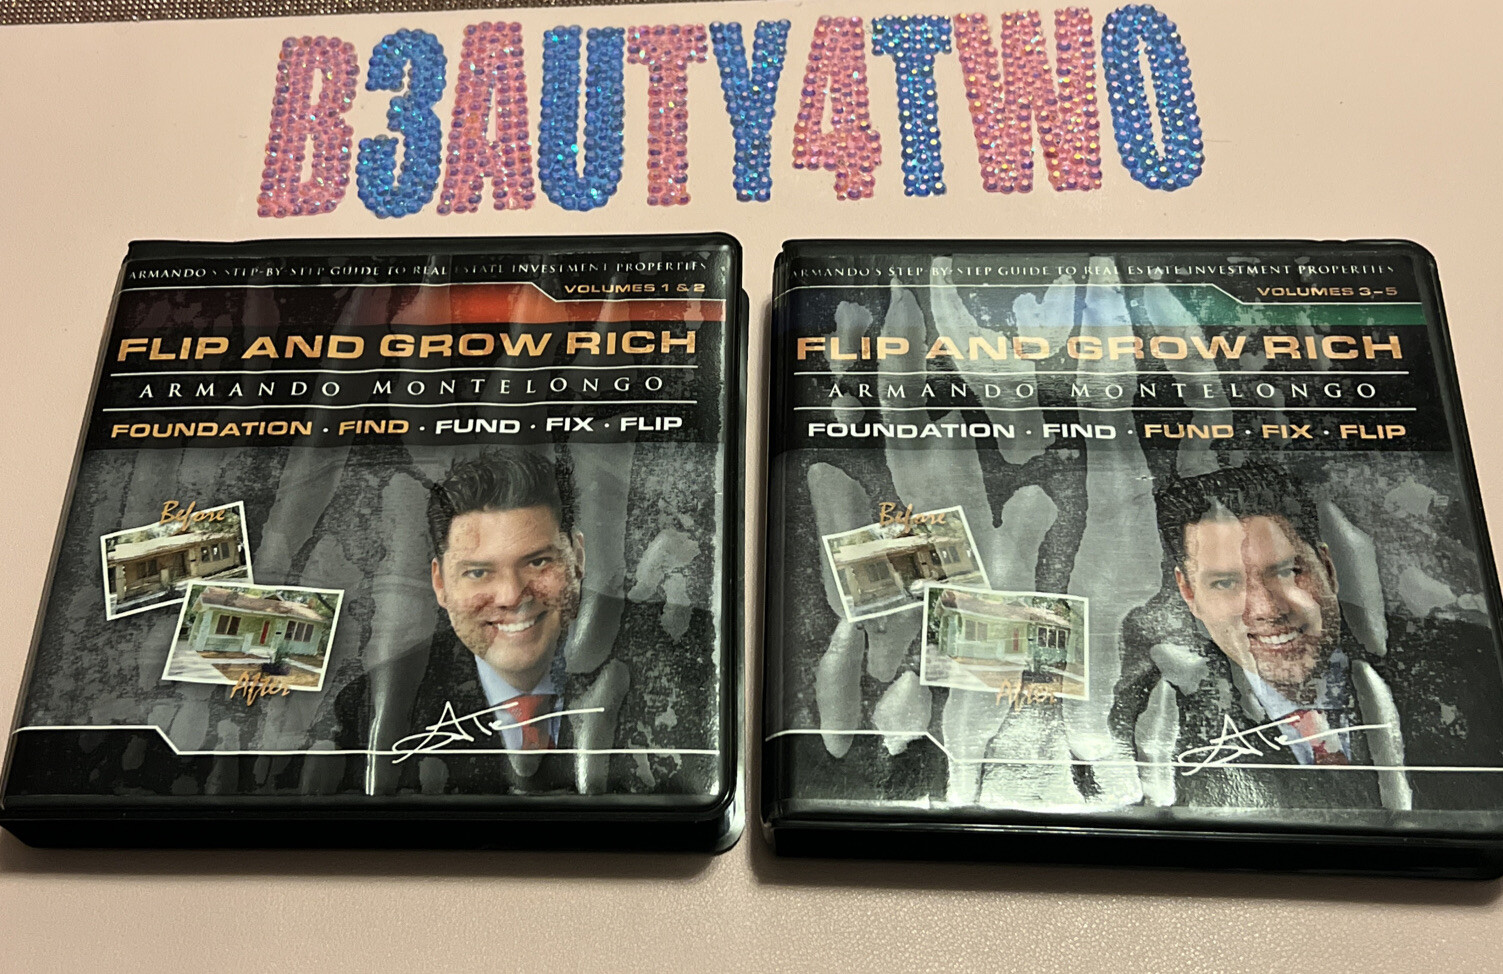 B3AUTY4TWO
ARMANDO'S STEP-BY-STEP GUIDE TO REAL ESTATE INVESTMENT PROPERTIES
VOLUMES 1 & 2
FLIP AND GROW RICH
ARMANDO MONTELONGO
FOUNDATION · FIND · FUND · FIX · FLIP
Before
After
ARMANDO'S STEP-BY-STEP GUIDE TO REAL ESTATE INVESTMENT PROPERTIES
VOLUMES 3-5
FLIP AND GROW RICH
ARMANDO MONTELONGO
FOUNDATION · FIND · FUND · FIX · FLIP
Before
After